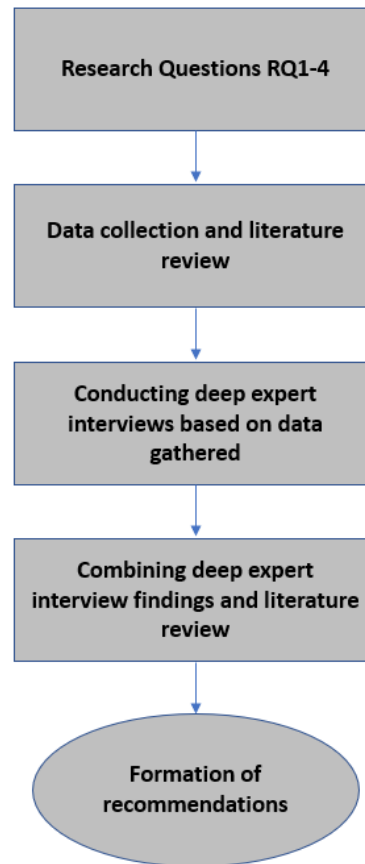 Research Questions RQ1-4
Data collection and literature
review
Conducting deep expert
interviews based on data
gathered
Combining deep expert
interview findings and literature
review
Formation of
recommendations